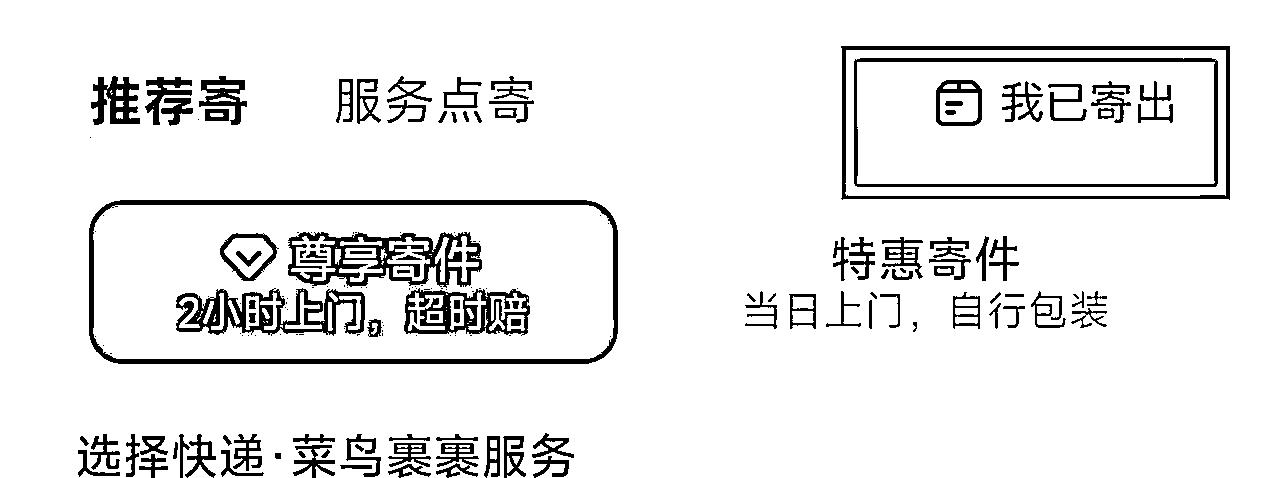 推荐寄 服务点寄 我已寄出
尊享寄件 特惠寄件
2小时上门，超时赔 当日上门，自行包装
选择快递·菜鸟裹裹服务